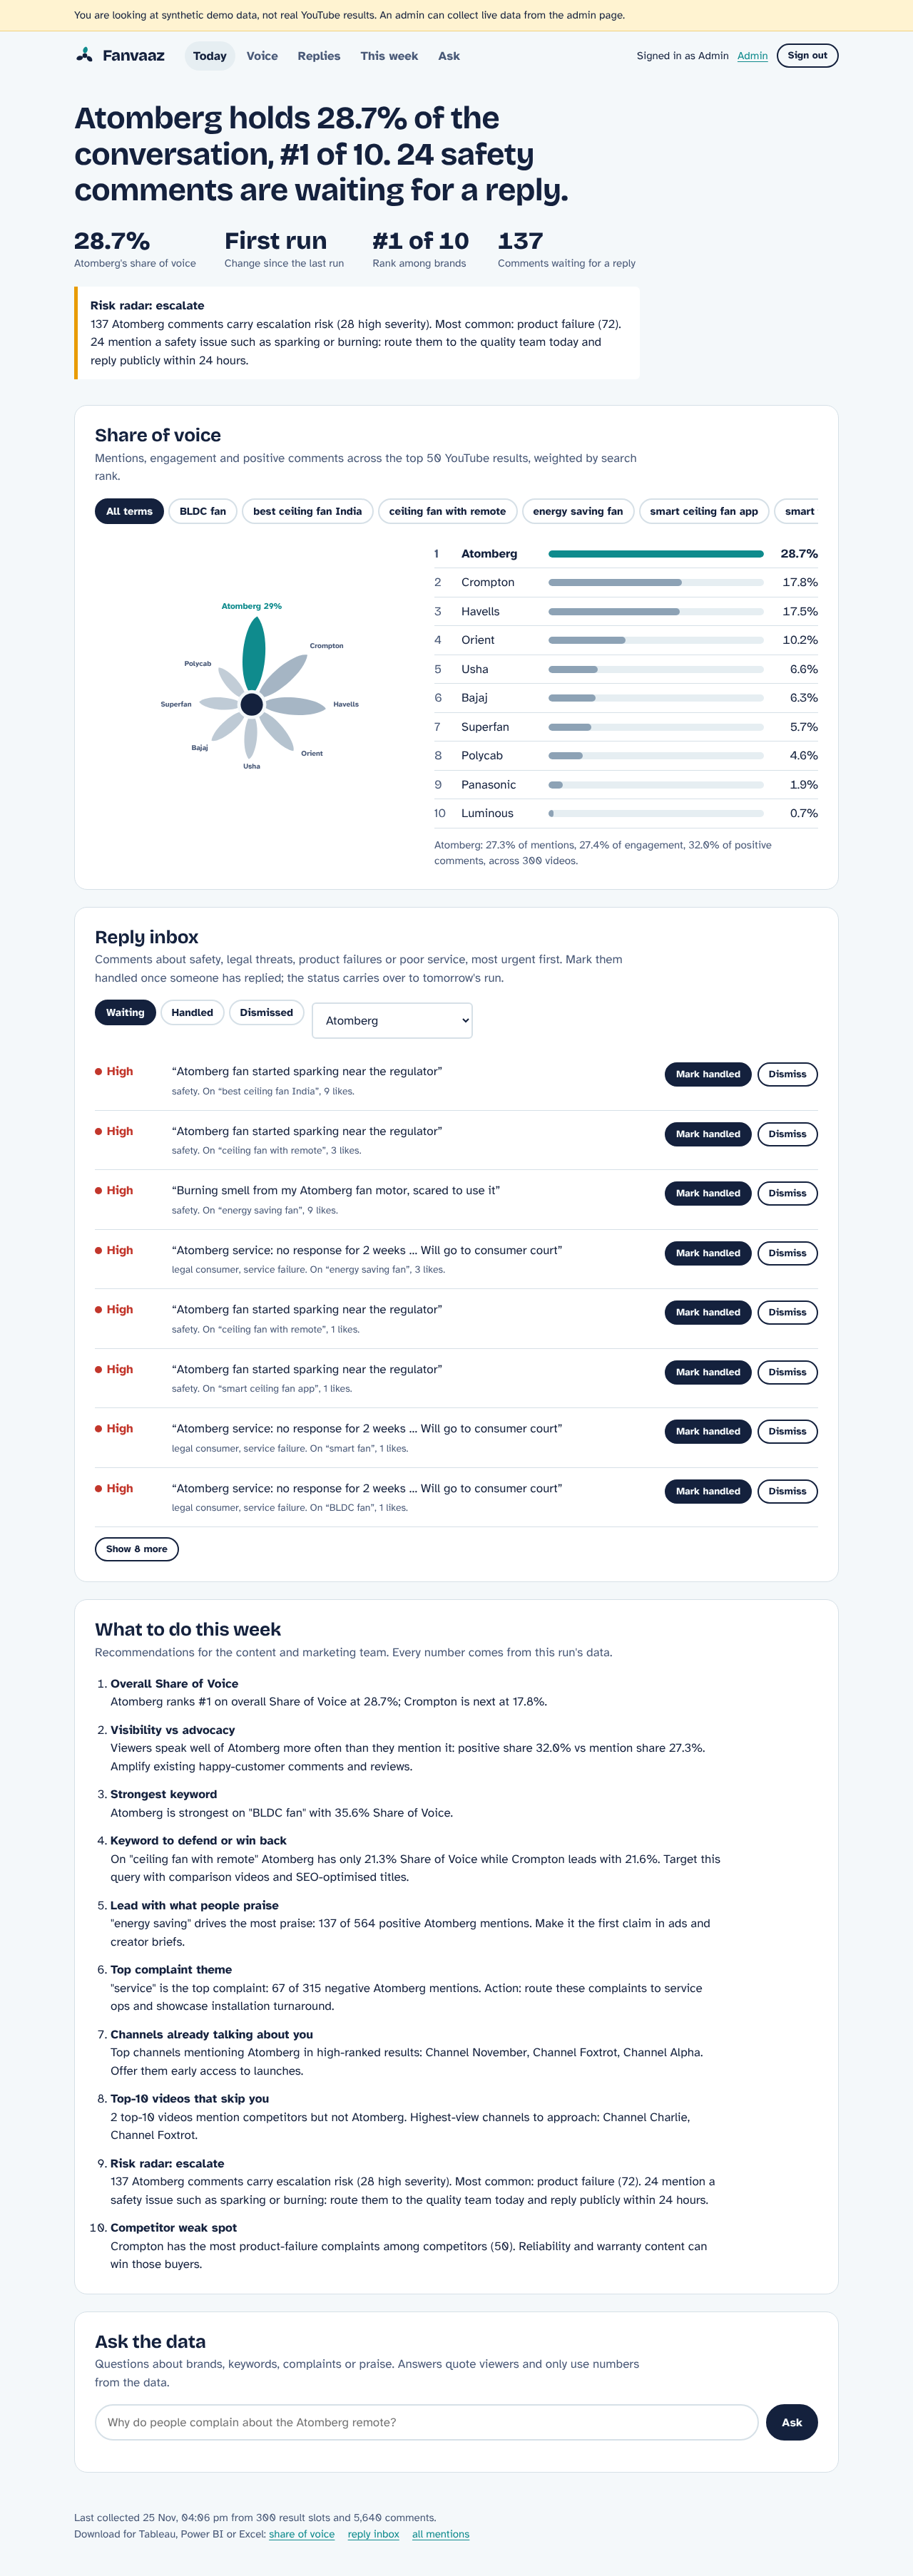 You are looking at synthetic demo data, not real YouTube results. An admin can collect live data from the admin page.
Fanvaaz Today Voice Replies This week Ask Signed in as Admin Admin Sign out
Atomberg holds 28.7% of the
conversation, #1 of 10. 24 safety
comments are waiting for a reply.
28.7% First run #1 of 10 137
Atomberg's share of voice Change since the last run Rank among brands Comments waiting for a reply
Risk radar: escalate
137 Atomberg comments carry escalation risk (28 high severity). Most common: product failure (72).
24 mention a safety issue such as sparking or burning: route them to the quality team today and
reply publicly within 24 hours.
Share of voice
Mentions, engagement and positive comments across the top 50 YouTube results, weighted by search
rank.
All terms BLDC fan best ceiling fan India ceiling fan with remote energy saving fan smart ceiling fan app smart
Atomberg 29%
Crompton
Polycab
Superfan
Havells
Bajaj
Orient
Usha
1 Atomberg 28.7%
2 Crompton 17.8%
3 Havells 17.5%
4 Orient 10.2%
5 Usha 6.6%
6 Bajaj 6.3%
7 Superfan 5.7%
8 Polycab 4.6%
9 Panasonic 1.9%
10 Luminous 0.7%
Atomberg: 27.3% of mentions, 27.4% of engagement, 32.0% of positive
comments, across 300 videos.
Reply inbox
Comments about safety, legal threats, product failures or poor service, most urgent first. Mark them
handled once someone has replied; the status carries over to tomorrow's run.
Waiting Handled Dismissed Atomberg
High “Atomberg fan started sparking near the regulator” Mark handled Dismiss
safety. On “best ceiling fan India”, 9 likes.
High “Atomberg fan started sparking near the regulator” Mark handled Dismiss
safety. On “ceiling fan with remote”, 3 likes.
High “Burning smell from my Atomberg fan motor, scared to use it” Mark handled Dismiss
safety. On “energy saving fan”, 9 likes.
High “Atomberg service: no response for 2 weeks ... Will go to consumer court” Mark handled Dismiss
legal consumer, service failure. On “energy saving fan”, 3 likes.
High “Atomberg fan started sparking near the regulator” Mark handled Dismiss
safety. On “ceiling fan with remote”, 1 likes.
High “Atomberg fan started sparking near the regulator” Mark handled Dismiss
safety. On “smart ceiling fan app”, 1 likes.
High “Atomberg service: no response for 2 weeks ... Will go to consumer court” Mark handled Dismiss
legal consumer, service failure. On “smart fan”, 1 likes.
High “Atomberg service: no response for 2 weeks ... Will go to consumer court” Mark handled Dismiss
legal consumer, service failure. On “BLDC fan”, 1 likes.
Show 8 more
What to do this week
Recommendations for the content and marketing team. Every number comes from this run's data.
1. Overall Share of Voice
Atomberg ranks #1 on overall Share of Voice at 28.7%; Crompton is next at 17.8%.
2. Visibility vs advocacy
Viewers speak well of Atomberg more often than they mention it: positive share 32.0% vs mention share 27.3%.
Amplify existing happy-customer comments and reviews.
3. Strongest keyword
Atomberg is strongest on "BLDC fan" with 35.6% Share of Voice.
4. Keyword to defend or win back
On "ceiling fan with remote" Atomberg has only 21.3% Share of Voice while Crompton leads with 21.6%. Target this
query with comparison videos and SEO-optimised titles.
5. Lead with what people praise
"energy saving" drives the most praise: 137 of 564 positive Atomberg mentions. Make it the first claim in ads and
creator briefs.
6. Top complaint theme
"service" is the top complaint: 67 of 315 negative Atomberg mentions. Action: route these complaints to service
ops and showcase installation turnaround.
7. Channels already talking about you
Top channels mentioning Atomberg in high-ranked results: Channel November, Channel Foxtrot, Channel Alpha.
Offer them early access to launches.
8. Top-10 videos that skip you
2 top-10 videos mention competitors but not Atomberg. Highest-view channels to approach: Channel Charlie,
Channel Foxtrot.
9. Risk radar: escalate
137 Atomberg comments carry escalation risk (28 high severity). Most common: product failure (72). 24 mention a
safety issue such as sparking or burning: route them to the quality team today and reply publicly within 24 hours.
10. Competitor weak spot
Crompton has the most product-failure complaints among competitors (50). Reliability and warranty content can
win those buyers.
Ask the data
Questions about brands, keywords, complaints or praise. Answers quote viewers and only use numbers
from the data.
Why do people complain about the Atomberg remote? Ask
Last collected 25 Nov, 04:06 pm from 300 result slots and 5,640 comments.
Download for Tableau, Power BI or Excel: share of voice reply inbox all mentions